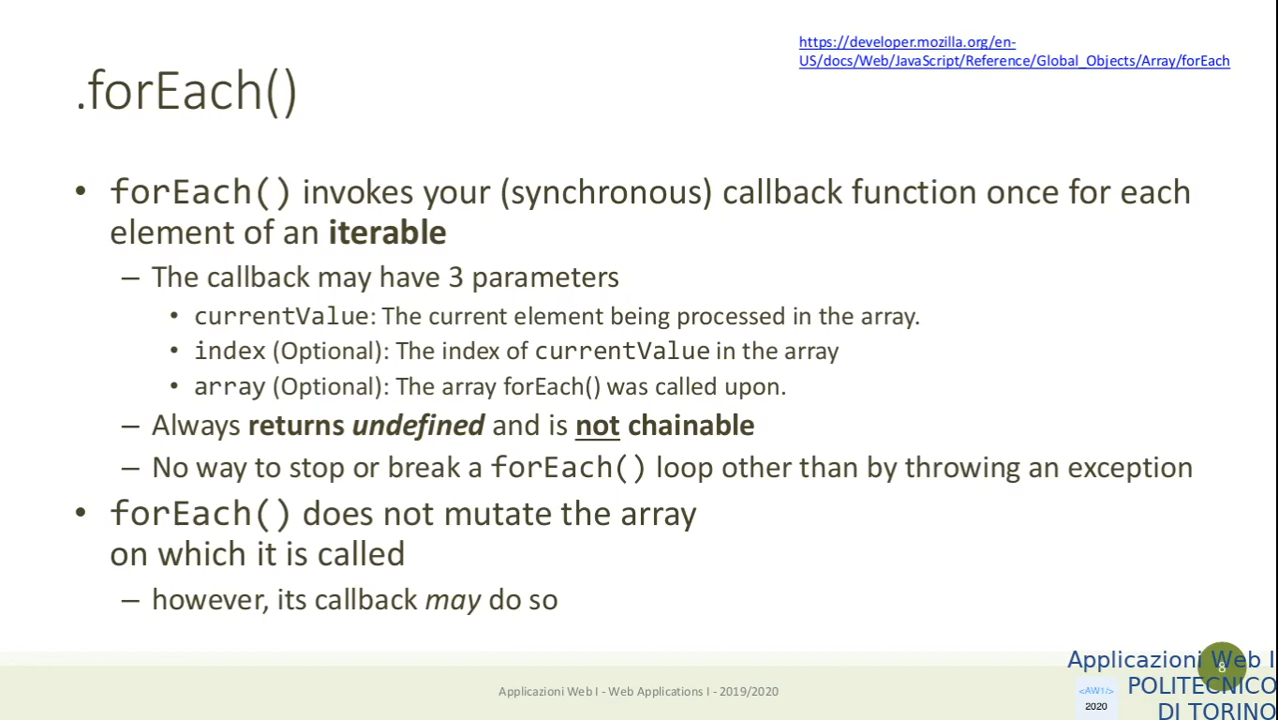 https://developer.mozilla.org/en-
US/docs/Web/JavaScript/Reference/Global_Objects/Array/forEach
.forEach()
• forEach() invokes your (synchronous) callback function once for each
element of an iterable
– The callback may have 3 parameters
• currentValue: The current element being processed in the array.
• index (Optional): The index of currentValue in the array
• array (Optional): The array forEach() was called upon.
– Always returns undefined and is not chainable
– No way to stop or break a forEach() loop other than by throwing an exception
• forEach() does not mutate the array
on which it is called
– however, its callback may do so
Applicazioni Web I - Web Applications I - 2019/2020
8
Applicazioni Web I
POLITECNICO
DI TORINO
<AW1/>
2020